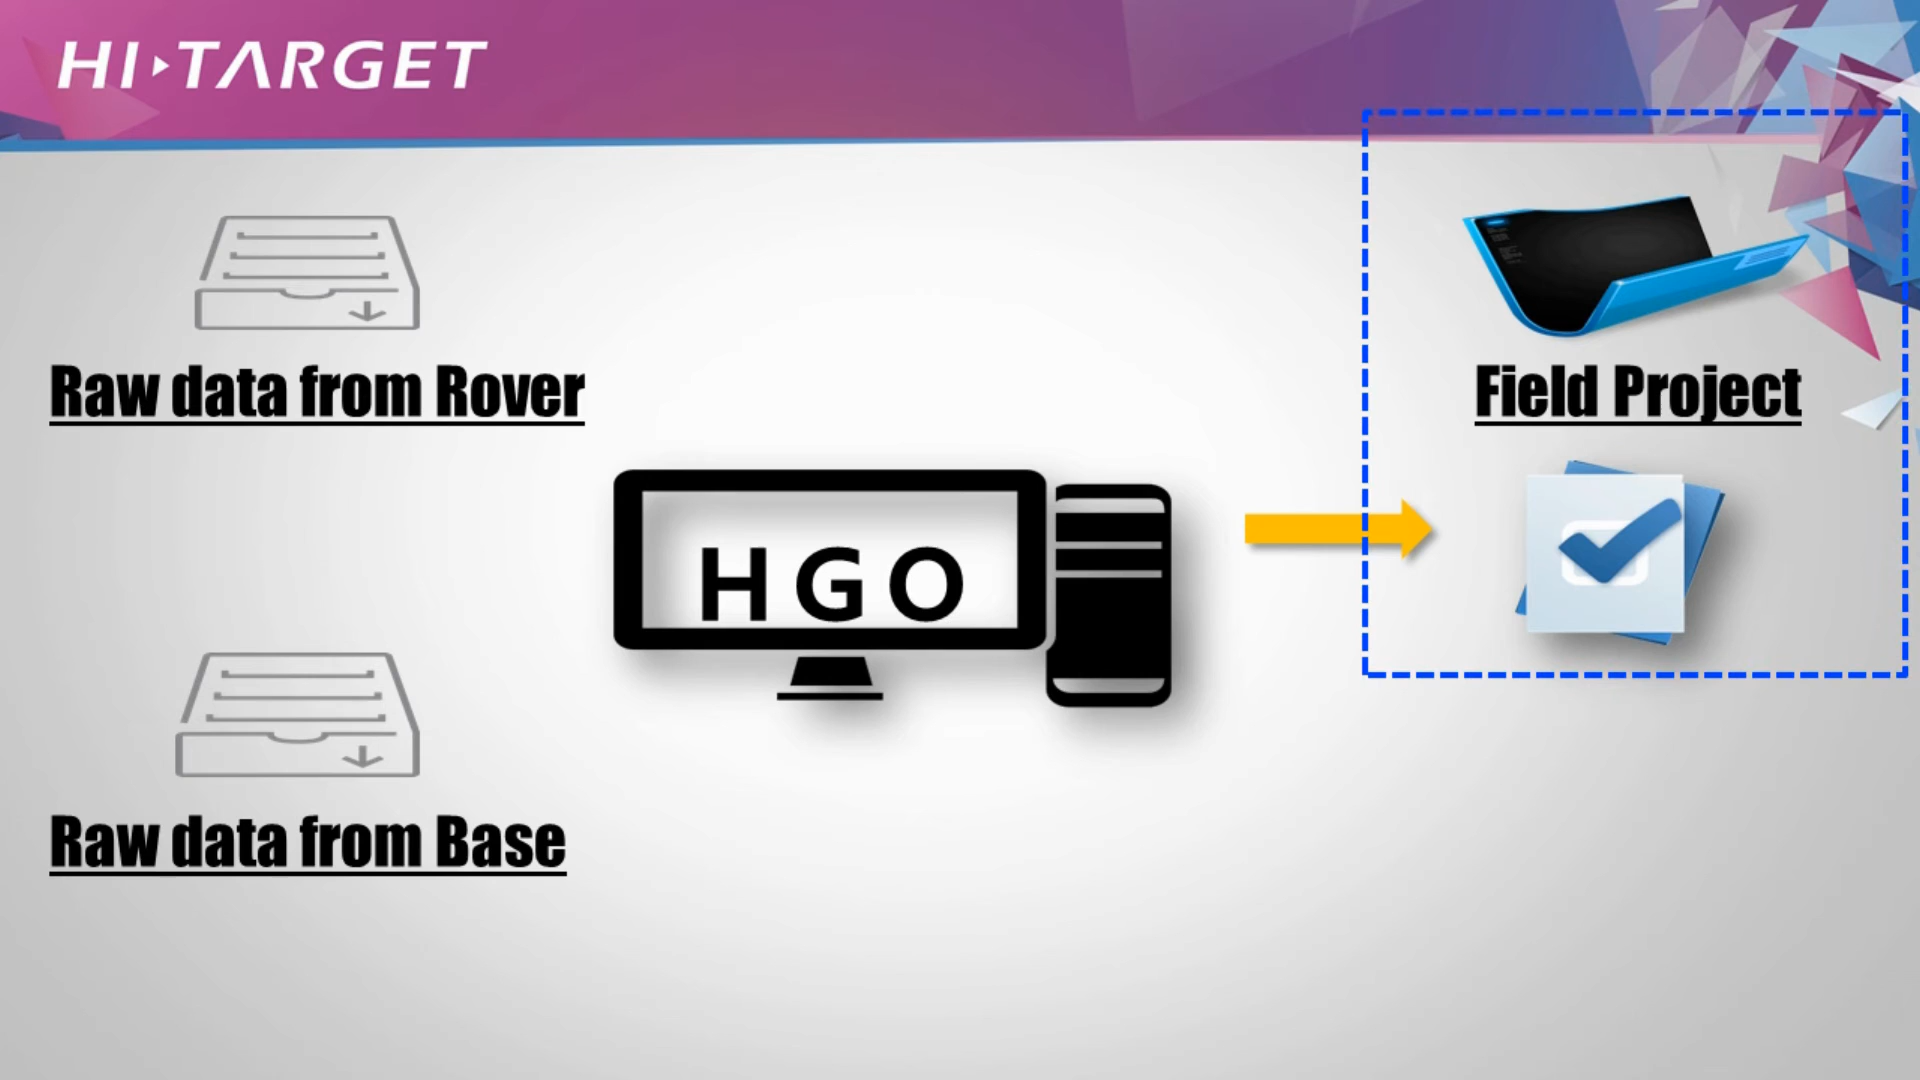 HI-TARGET
Raw data from Rover
Field Project
HGO
Raw data from Base